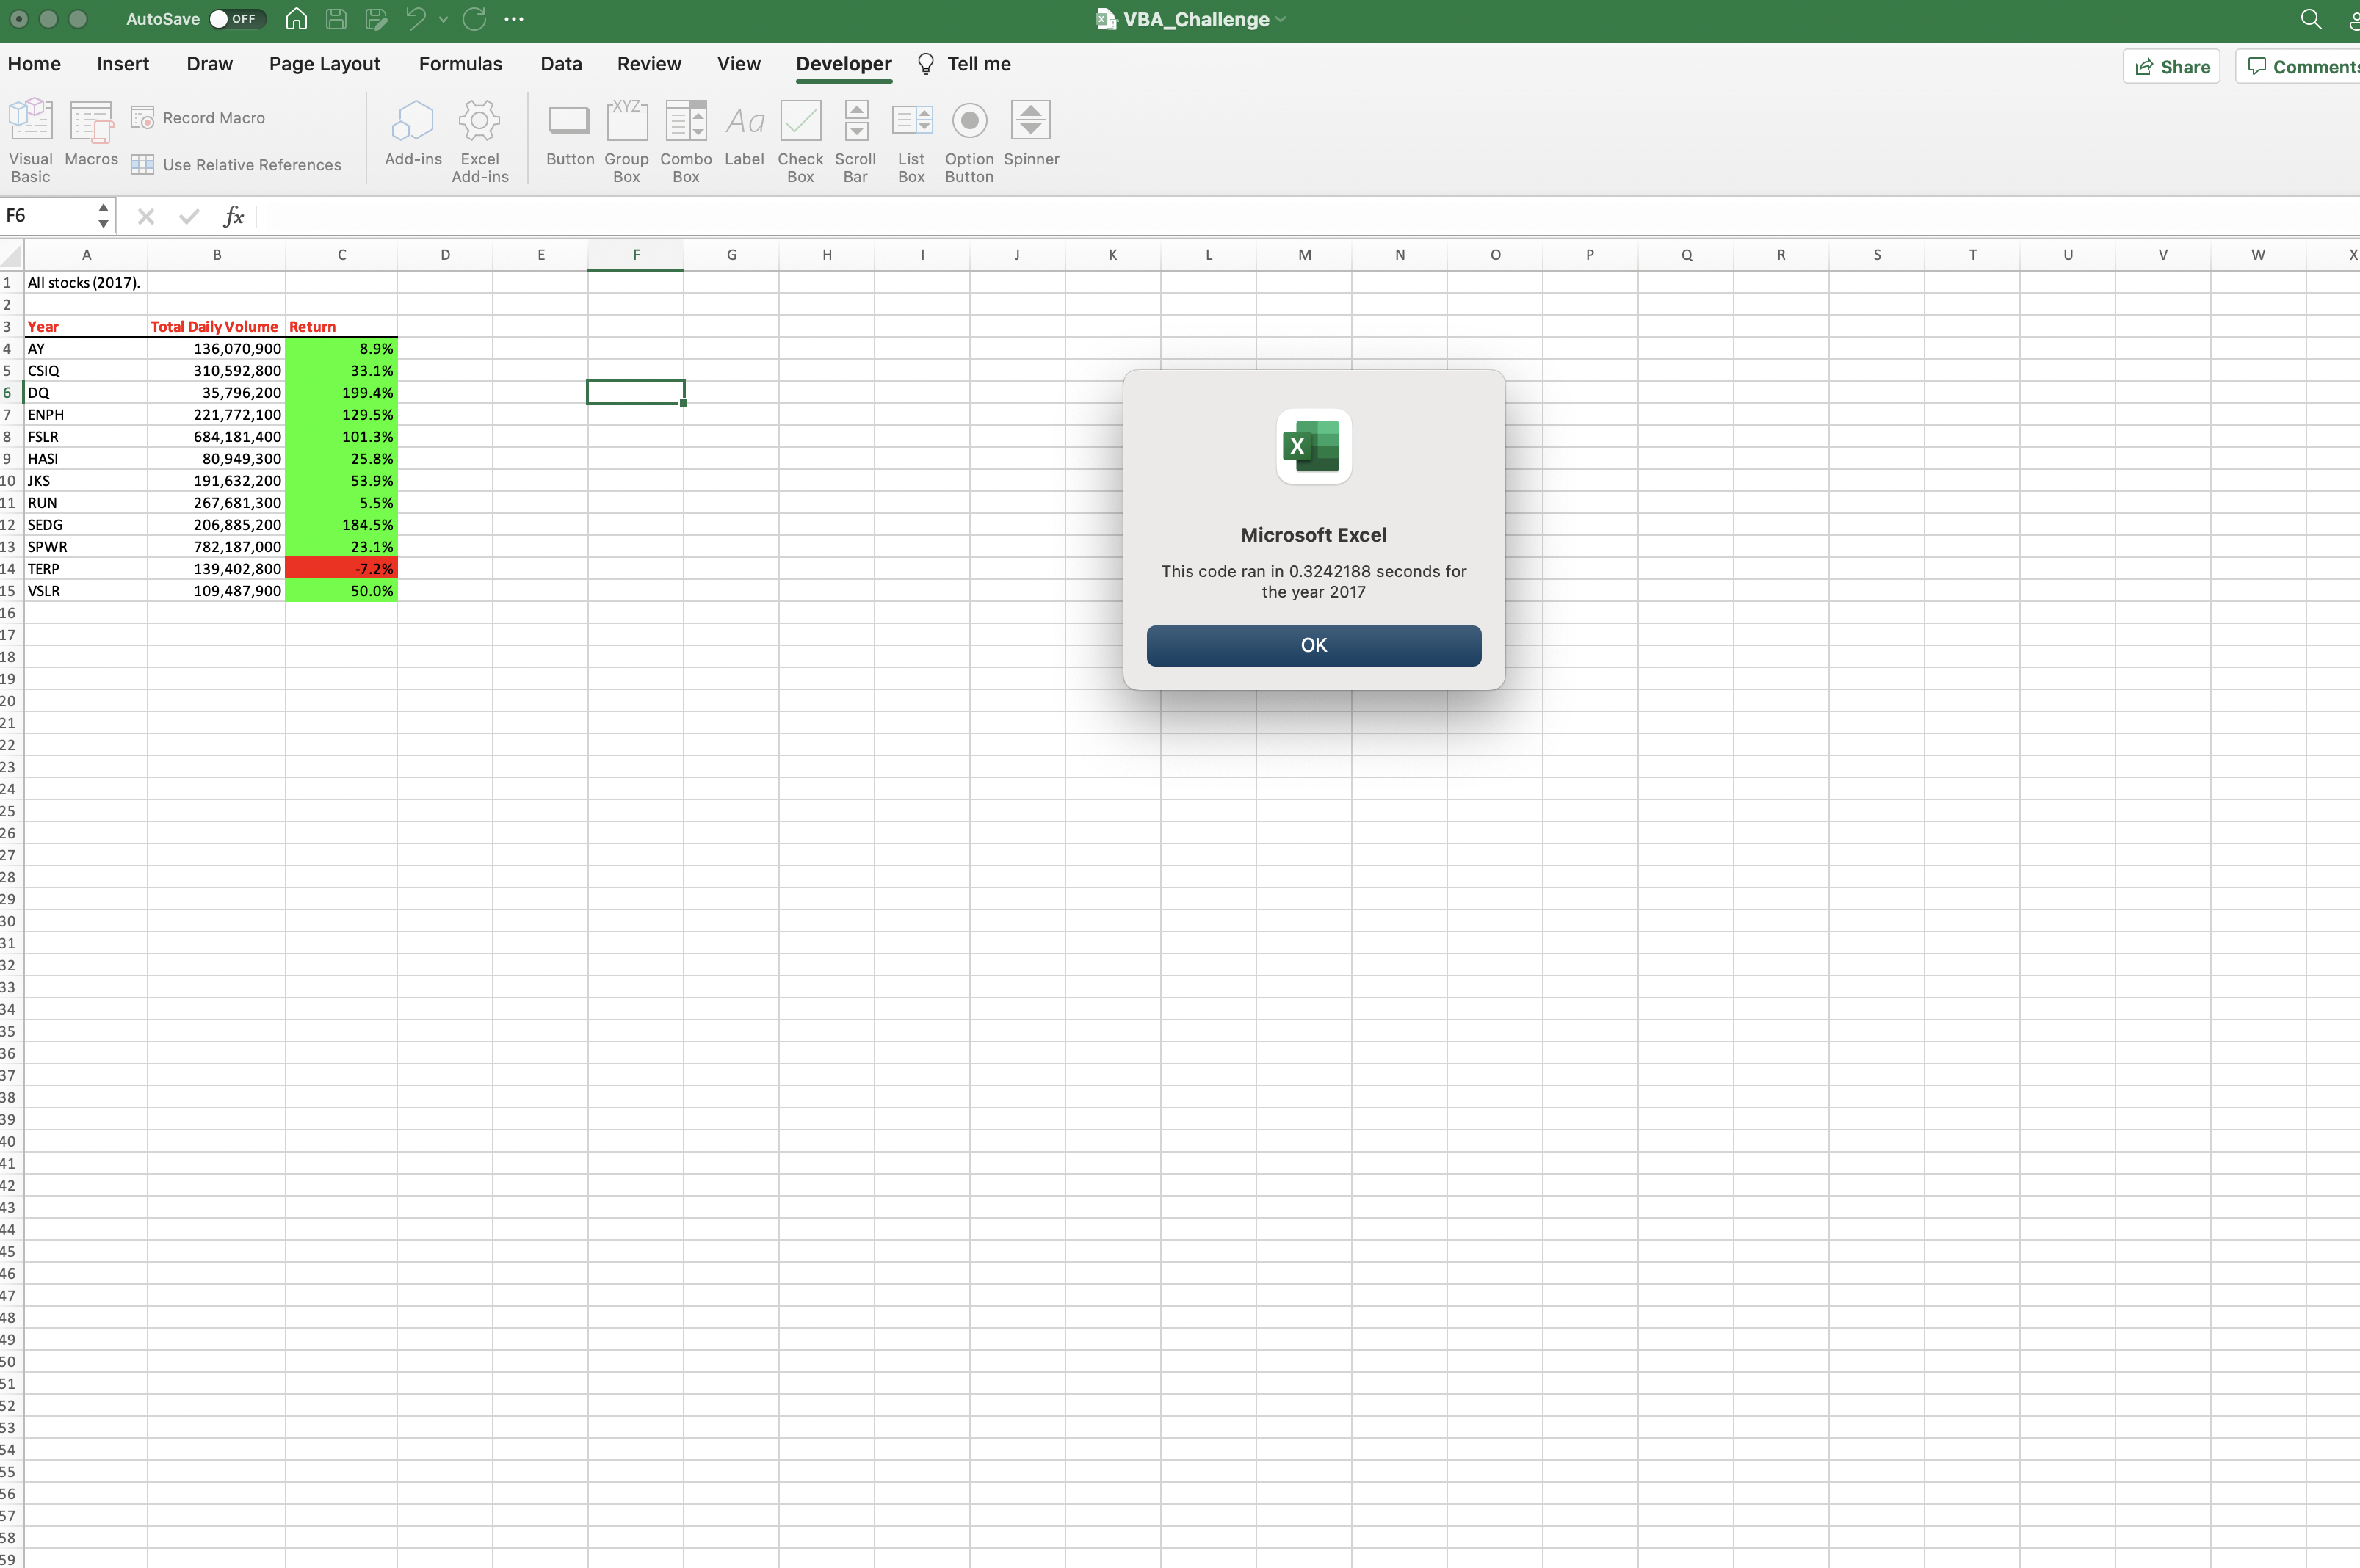 AutoSave OFF VBA_Challenge
Home Insert Draw Page Layout Formulas Data Review View Developer Tell me Share Comments
Visual Basic
Macros
Record Macro
Use Relative References
Add-ins
Excel Add-ins
Button
XYZ
Group Box
Combo Box
Aa
Label
Check Box
Scroll Bar
List Box
Option Button
Spinner
F6 fx
A B C D E F G H I J K L M N O P Q R S T U V W X
1 All stocks (2017).
2
3 Year Total Daily Volume Return
4 AY 136,070,900 8.9%
5 CSIQ 310,592,800 33.1%
6 DQ 35,796,200 199.4%
7 ENPH 221,772,100 129.5%
8 FSLR 684,181,400 101.3%
9 HASI 80,949,300 25.8%
10 JKS 191,632,200 53.9%
11 RUN 267,681,300 5.5%
12 SEDG 206,885,200 184.5%
13 SPWR 782,187,000 23.1%
14 TERP 139,402,800 -7.2%
15 VSLR 109,487,900 50.0%
16
17
18
19
20
21
22
23
24
25
26
27
28
29
30
31
32
33
34
35
36
37
38
39
40
41
42
43
44
45
46
47
48
49
50
51
52
53
54
55
56
57
58
59
X
Microsoft Excel
This code ran in 0.3242188 seconds for
the year 2017
OK